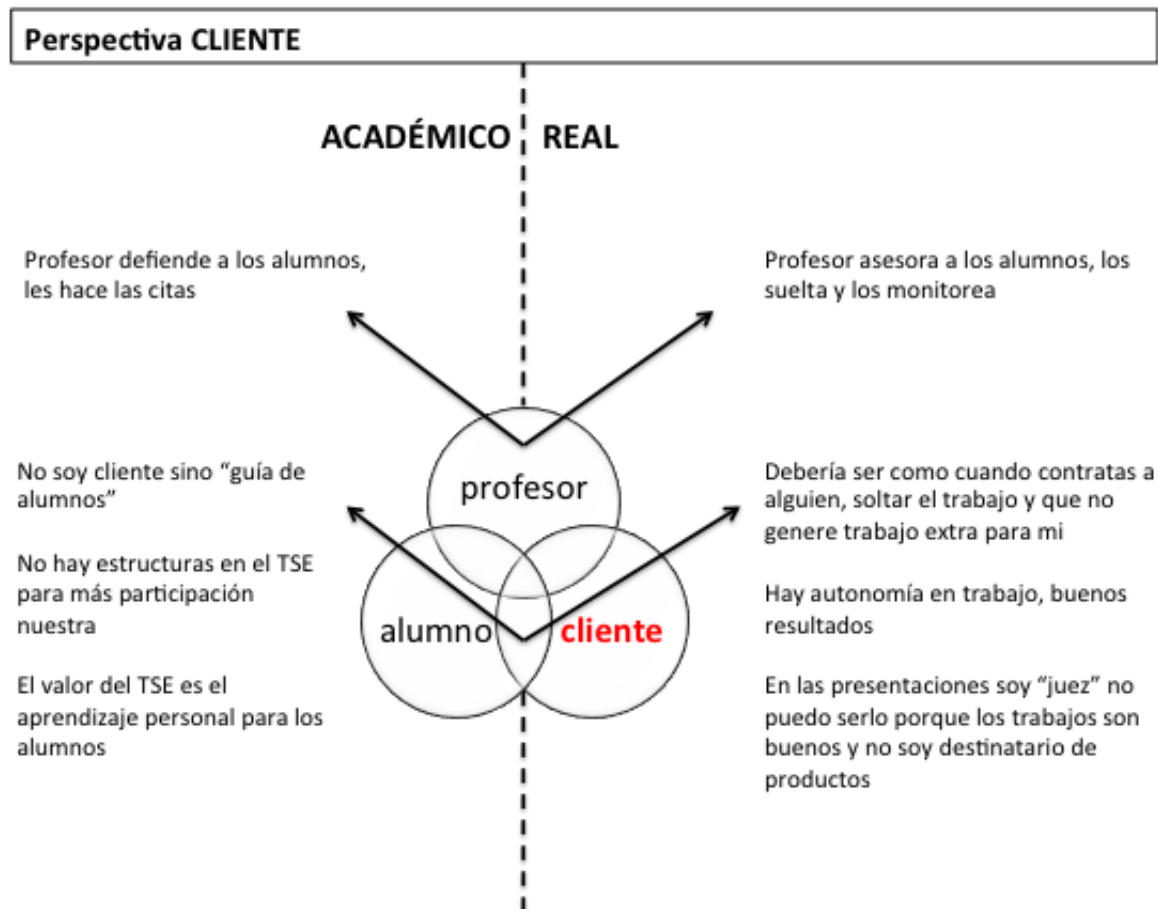 Perspectiva CLIENTE
ACADÉMICO REAL
Profesor defiende a los alumnos,
les hace las citas
Profesor asesora a los alumnos, los
suelta y los monitorea
profesor
No soy cliente sino “guía de
alumnos”
No hay estructuras en el TSE
para más participación
nuestra
El valor del TSE es el
aprendizaje personal para los
alumnos
alumno
cliente
Debería ser como cuando contratas a
alguien, soltar el trabajo y que no
genere trabajo extra para mi
Hay autonomía en trabajo, buenos
resultados
En las presentaciones soy “juez” no
puedo serlo porque los trabajos son
buenos y no soy destinatario de
productos